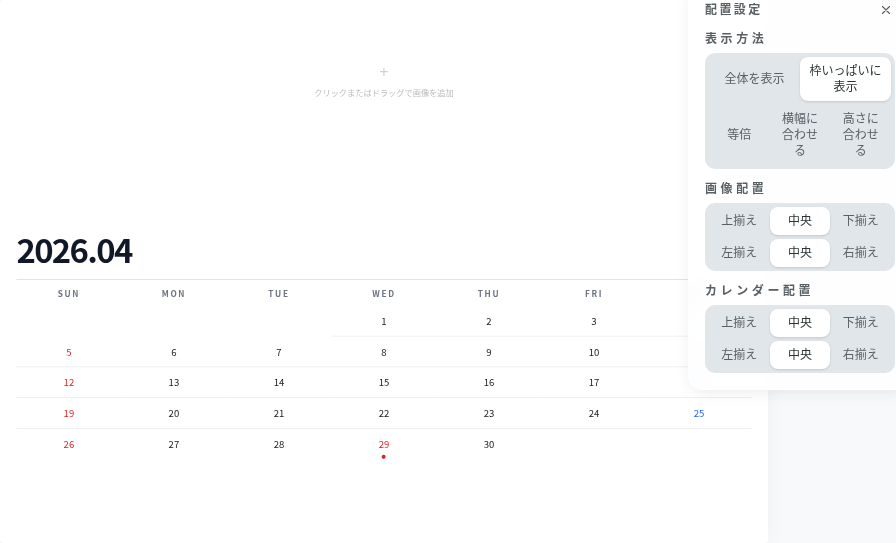 配置設定
表示方法
全体を表示
枠いっぱいに
表示
等倍
横幅に
合わせ
る
高さに
合わせ
る
画像配置
上揃え 中央 下揃え
左揃え 中央 右揃え
カレンダー配置
上揃え 中央 下揃え
左揃え 中央 右揃え
クリックまたはドラッグで画像を追加
2026.04
SUN MON TUE WED THU FRI
1 2 3
5 6 7 8 9 10
12 13 14 15 16 17
19 20 21 22 23 24 25
26 27 28 29 30